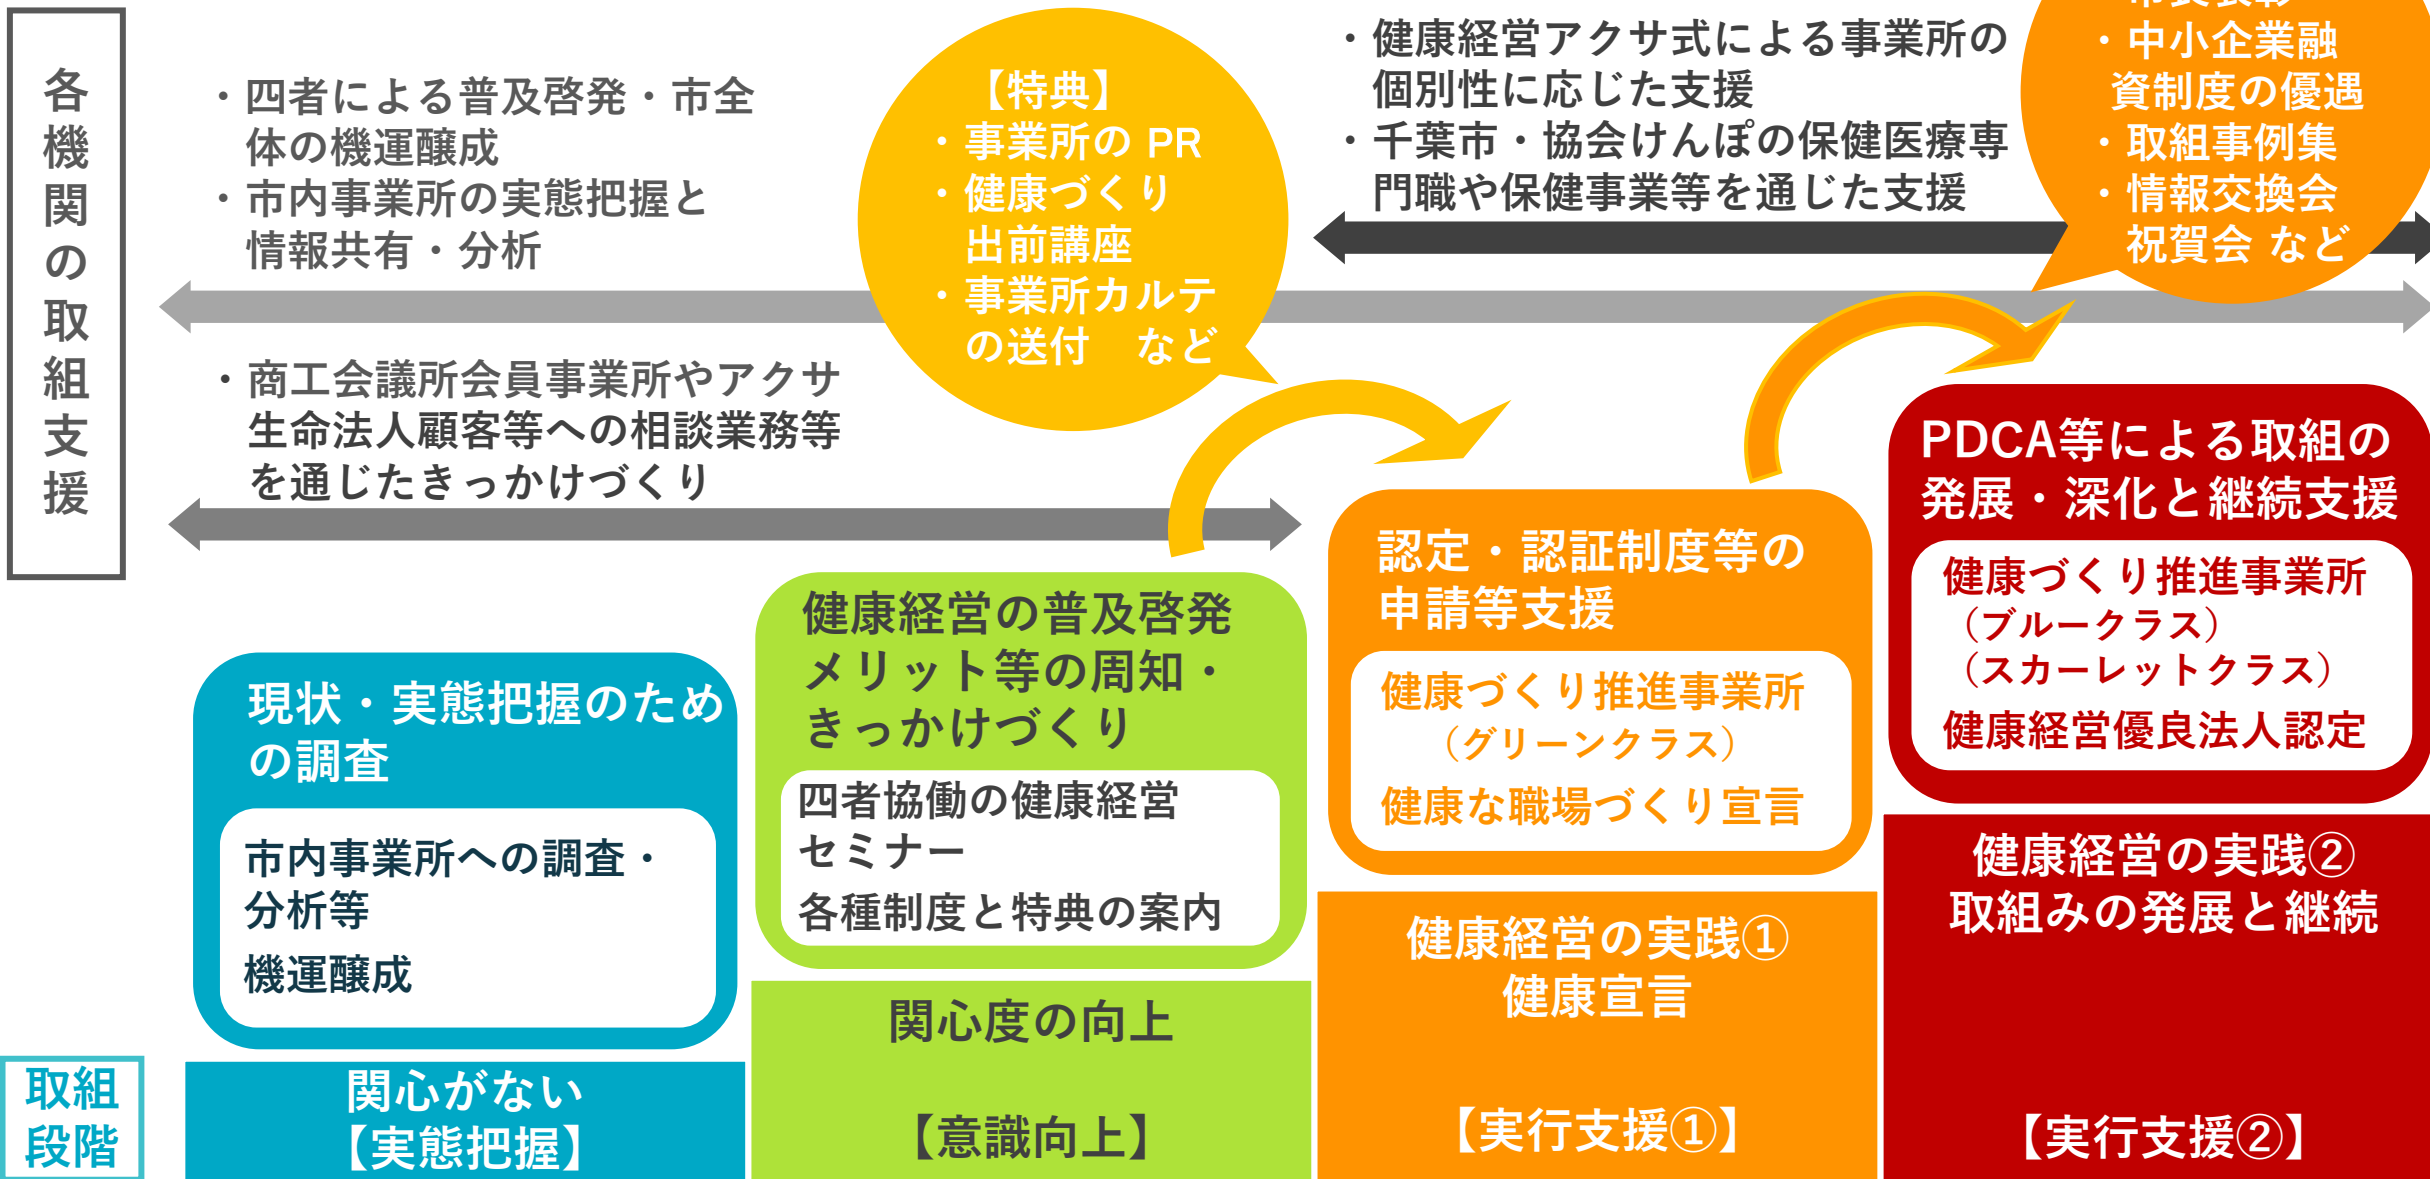 各機関の取組支援
・四者による普及啓発・市全
体の機運醸成
・市内事業所の実態把握と
情報共有・分析
【特典】
・事業所の PR
・健康づくり
出前講座
・事業所カルテ
の送付　など
・健康経営アクサ式による事業所の
個別性に応じた支援
・千葉市・協会けんぽの保健医療専
門職や保健事業等を通じた支援
・中小企業融
資制度の優遇
・取組事例集
・情報交換会
祝賀会 など
・商工会議所会員事業所やアクサ
生命法人顧客等への相談業務等
を通じたきっかけづくり
現状・実態把握のため
の調査
市内事業所への調査・
分析等
機運醸成
健康経営の普及啓発
メリット等の周知・
きっかけづくり
四者協働の健康経営
セミナー
各種制度と特典の案内
認定・認証制度等の
申請等支援
健康づくり推進事業所
（グリーンクラス）
健康な職場づくり宣言
PDCA等による取組の
発展・深化と継続支援
健康づくり推進事業所
（ブルークラス）
（スカーレットクラス）
健康経営優良法人認定
取組
段階
関心がない
【実態把握】
関心度の向上
【意識向上】
健康経営の実践①
健康宣言
【実行支援①】
健康経営の実践②
取組みの発展と継続
【実行支援②】